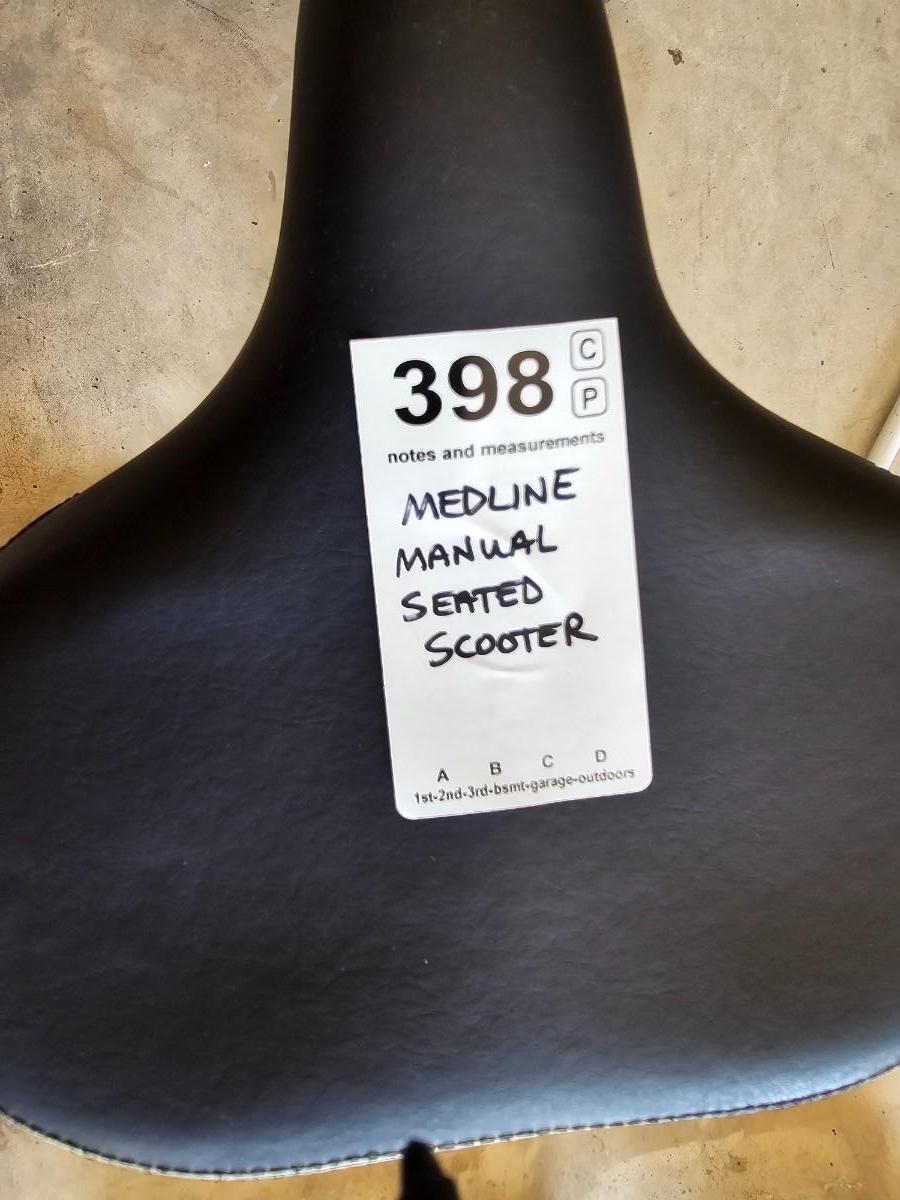 398
C
P
notes and measurements
MEDLINE
MANUAL
SEATED
SCOOTER
A B C D
1st-2nd-3rd-bsmt-garage-outdoors